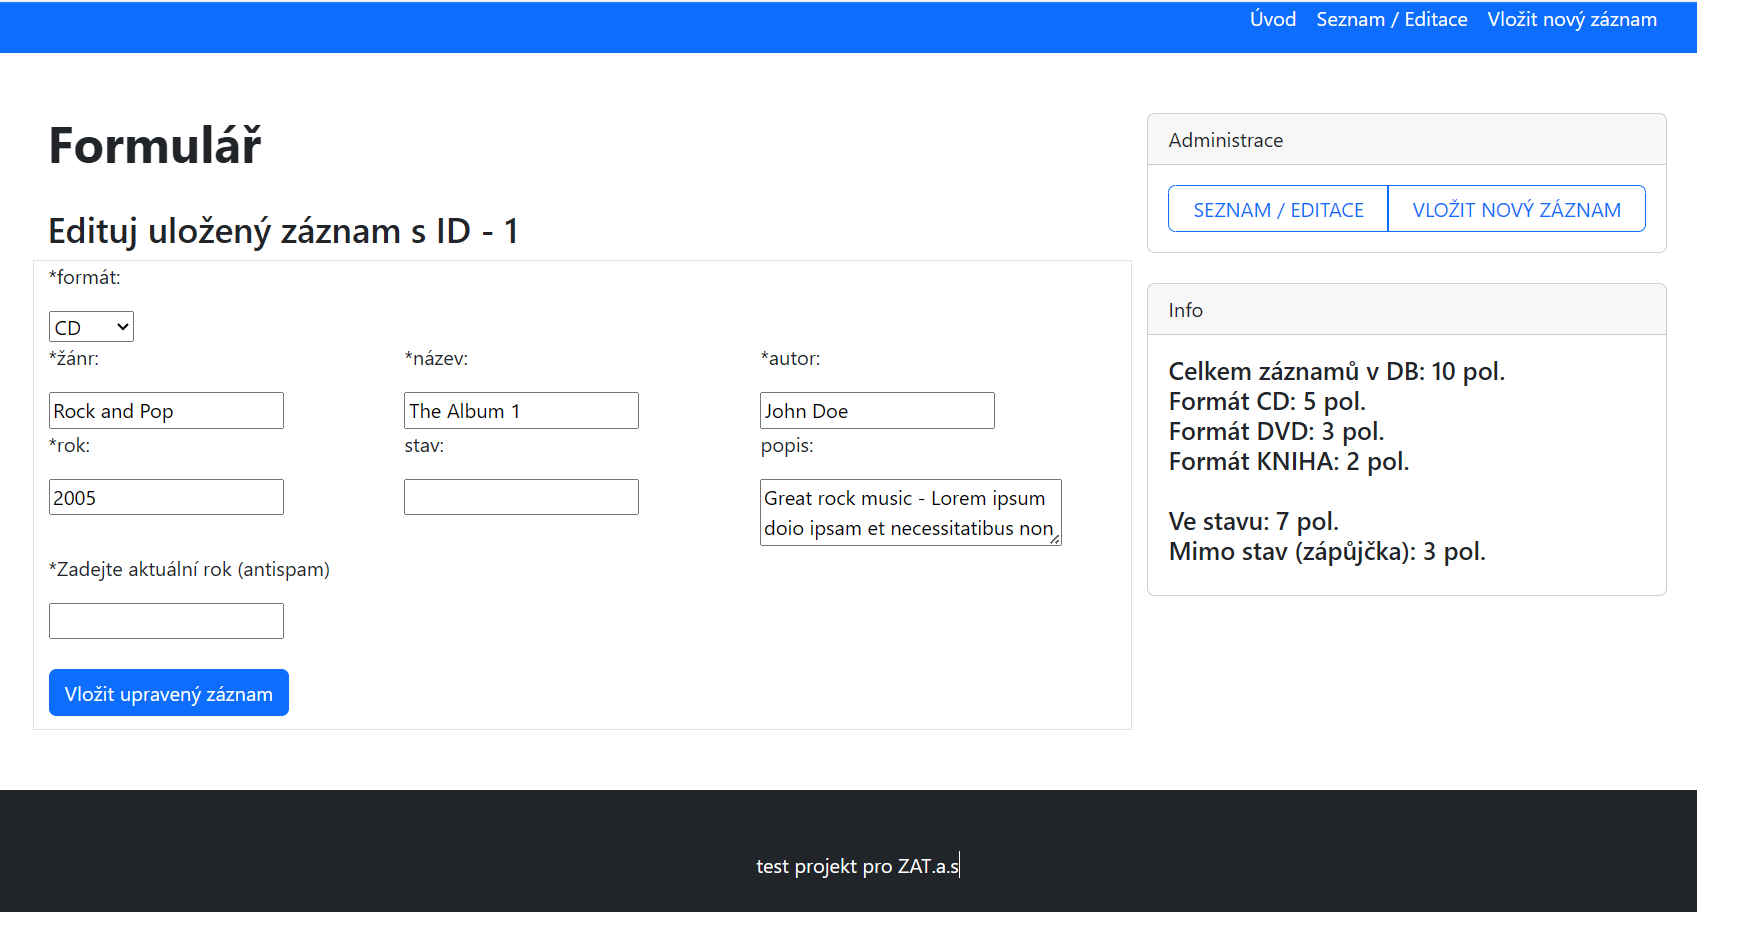 Úvod Seznam / Editace Vložit nový záznam
Formulář
Edituj uložený záznam s ID - 1
*formát:
CD
*žánr: *název: *autor:
Rock and Pop The Album 1 John Doe
*rok: stav: popis:
2005 Great rock music - Lorem ipsum
doio ipsam et necessitatibus non
*Zadejte aktuální rok (antispam)
Vložit upravený záznam
Administrace
SEZNAM / EDITACE VLOŽIT NOVÝ ZÁZNAM
Info
Celkem záznamů v DB: 10 pol.
Formát CD: 5 pol.
Formát DVD: 3 pol.
Formát KNIHA: 2 pol.
Ve stavu: 7 pol.
Mimo stav (zápůjčka): 3 pol.
test projekt pro ZAT.a.s